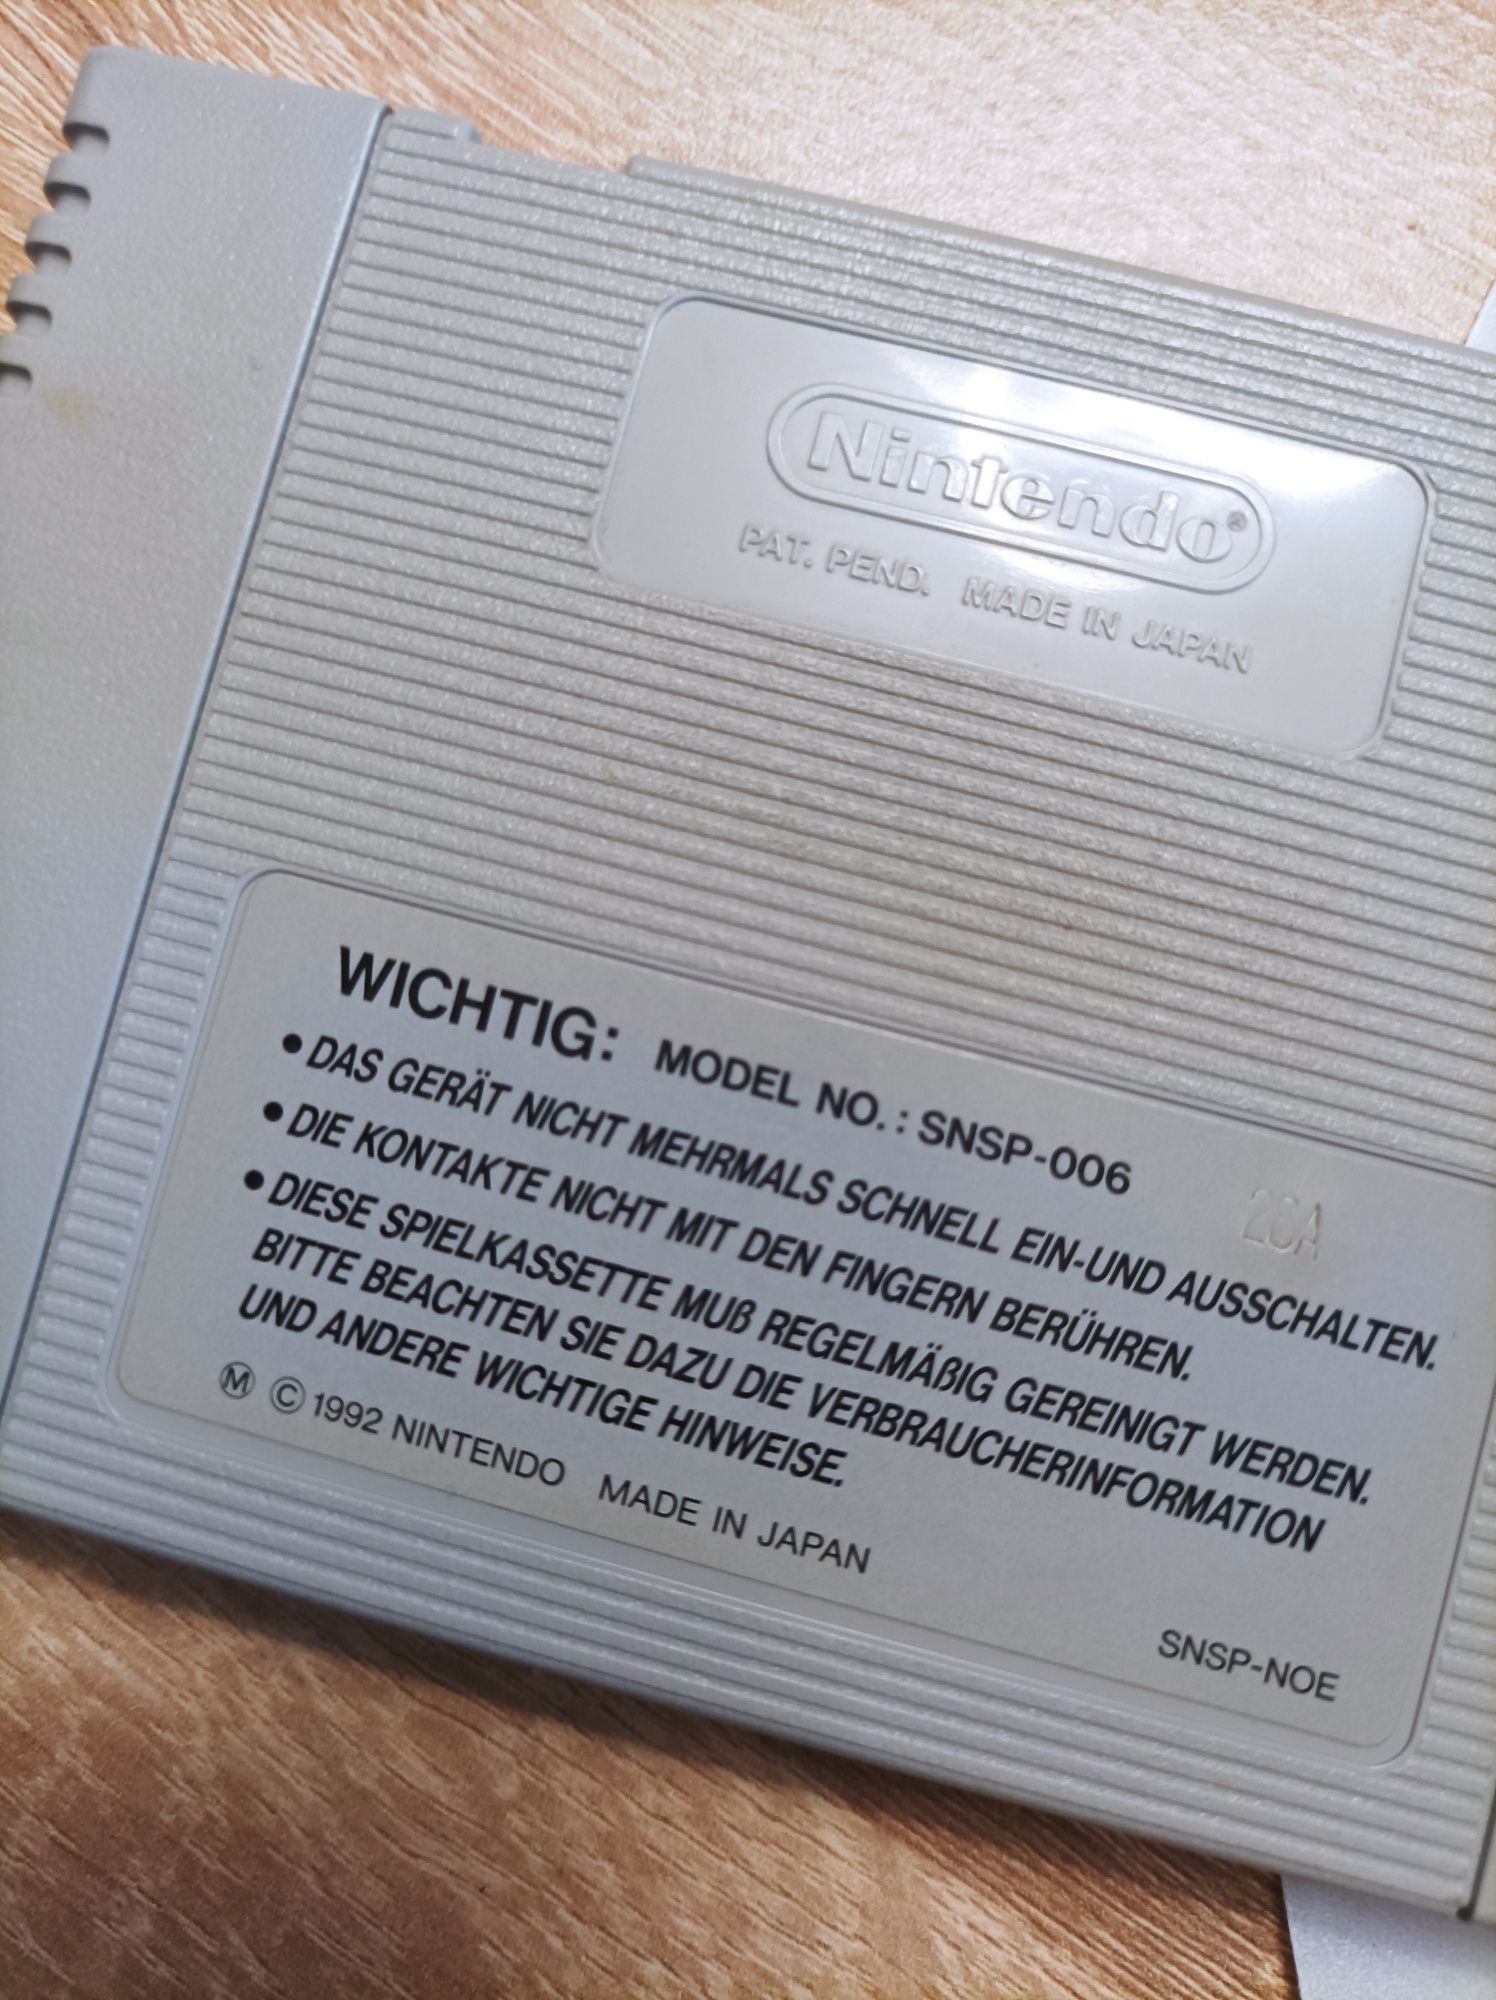 Nintendo®
PAT. PEND. MADE IN JAPAN
WICHTIG: MODEL NO.: SNSP-006
• DAS GERÄT NICHT MEHRMALS SCHNELL EIN-UND AUSSCHALTEN.
• DIE KONTAKTE NICHT MIT DEN FINGERN BERÜHREN.
• DIESE SPIELKASSETTE MUß REGELMÄßIG GEREINIGT WERDEN.
BITTE BEACHTEN SIE DAZU DIE VERBRAUCHERINFORMATION
UND ANDERE WICHTIGE HINWEISE.
Ⓜ © 1992 NINTENDO MADE IN JAPAN
SNSP-NOE